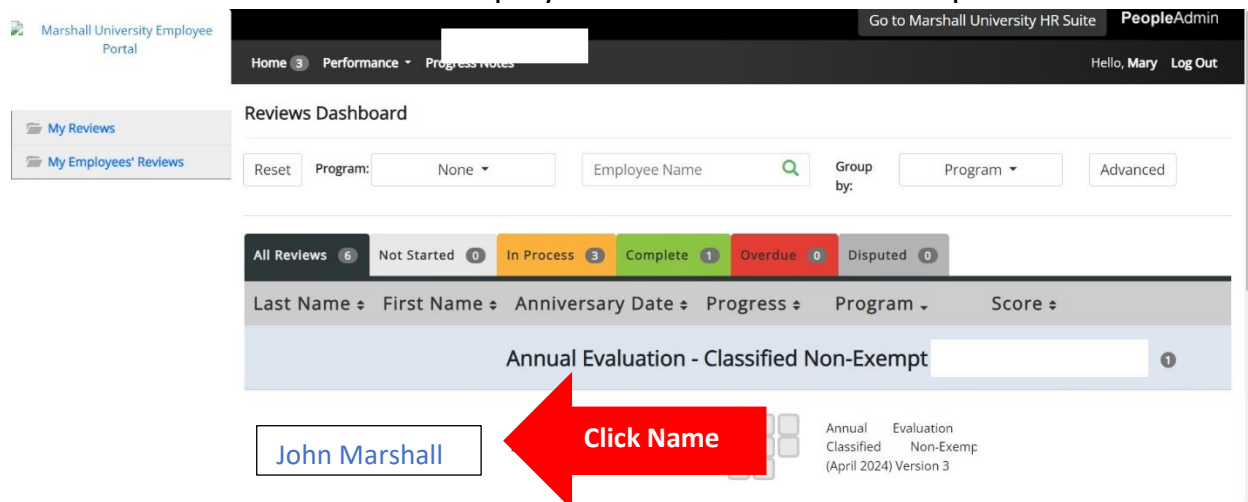 Marshall University Employee
Portal
Go to Marshall University HR Suite PeopleAdmin
Home 3 Performance Progress Notes Hello, Mary Log Out
My Reviews
My Employees' Reviews
Reviews Dashboard
Reset Program: None Employee Name Group by: Program Advanced
All Reviews 6 Not Started 0 In Process 3 Complete 1 Overdue 0 Disputed 0
Last Name First Name Anniversary Date Progress Program Score
Annual Evaluation - Classified Non-Exempt 1
John Marshall
Click Name
Annual Evaluation
Classified Non-Exemp
(April 2024) Version 3